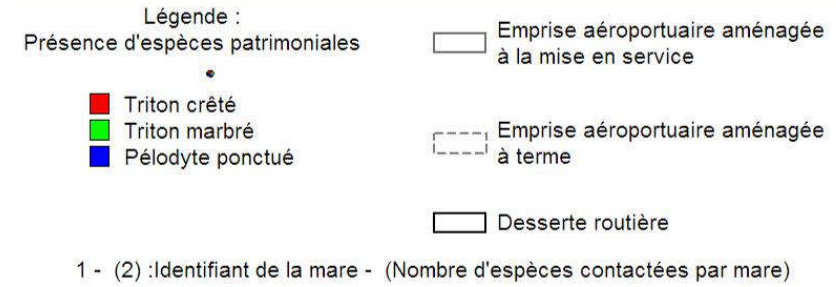 Légende :
Présence d'espèces patrimoniales
Triton crêté
Triton marbré
Pélodyte ponctué
Emprise aéroportuaire aménagée
à la mise en service
Emprise aéroportuaire aménagée
à terme
Desserte routière
1 - (2) :Identifiant de la mare - (Nombre d'espèces contactées par mare)